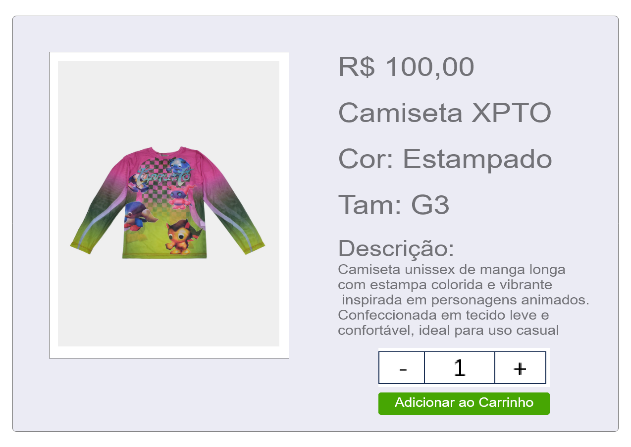 R$ 100,00
Camiseta XPTO
Cor: Estampado
Tam: G3
Descrição:
Camiseta unissex de manga longa
com estampa colorida e vibrante
inspirada em personagens animados.
Confeccionada em tecido leve e
confortável, ideal para uso casual
- 1 +
Adicionar ao Carrinho